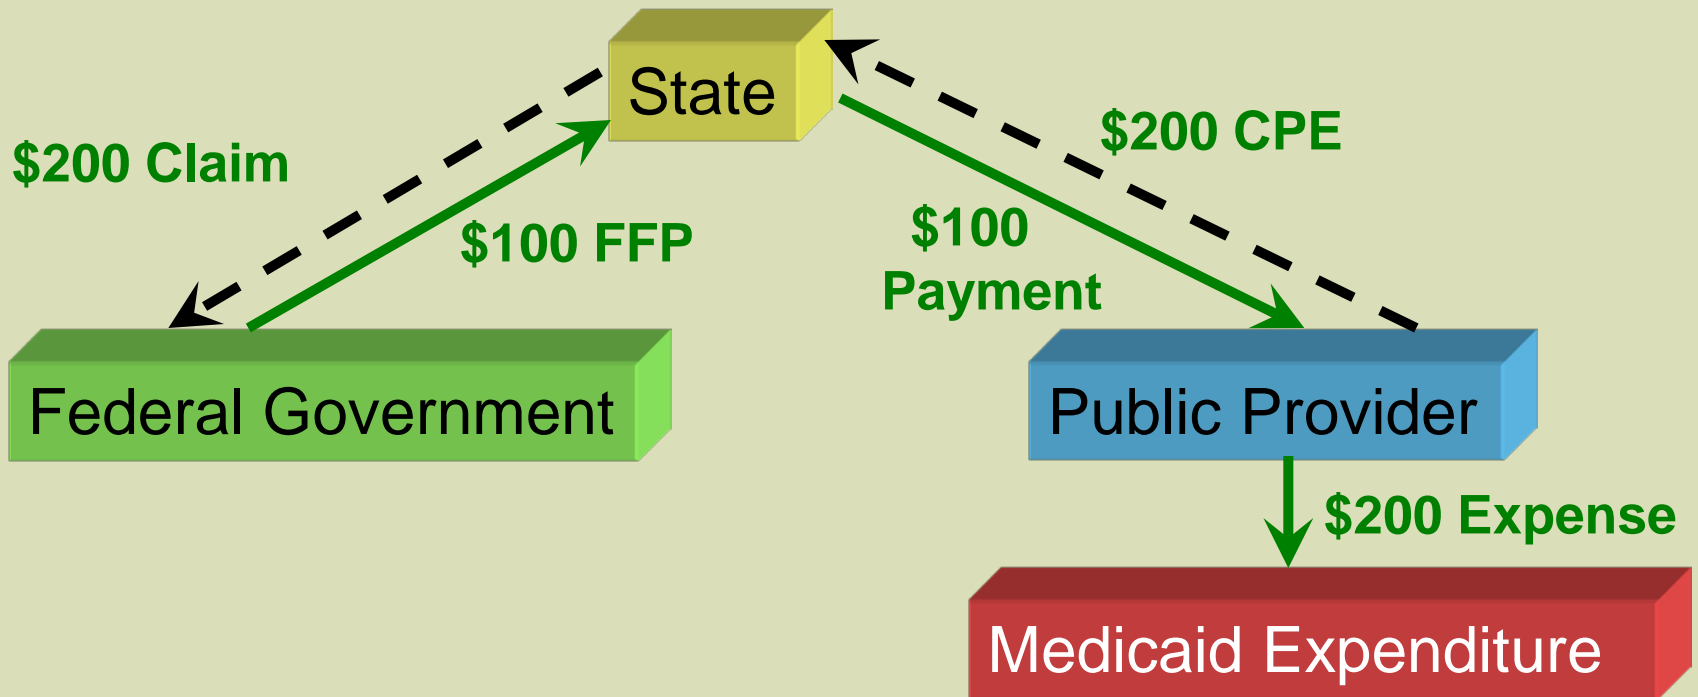 State
$200 CPE
$200 Claim
$100 FFP
$100
Payment
Federal Government
Public Provider
$200 Expense
Medicaid Expenditure